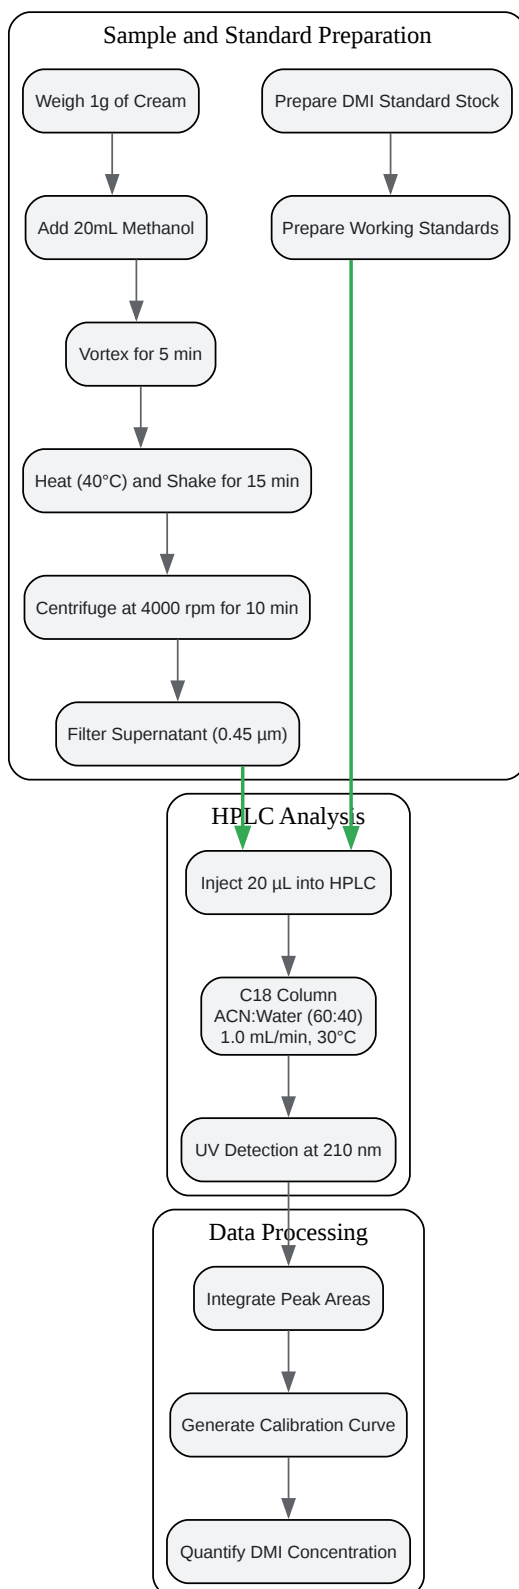 Sample and Standard Preparation
Weigh 1g of Cream
Prepare DMI Standard Stock
Add 20mL Methanol
Prepare Working Standards
Vortex for 5 min
Heat (40°C) and Shake for 15 min
Centrifuge at 4000 rpm for 10 min
Filter Supernatant (0.45 µm)
HPLC Analysis
Inject 20 µL into HPLC
C18 Column
ACN:Water (60:40)
1.0 mL/min, 30°C
UV Detection at 210 nm
Data Processing
Integrate Peak Areas
Generate Calibration Curve
Quantify DMI Concentration